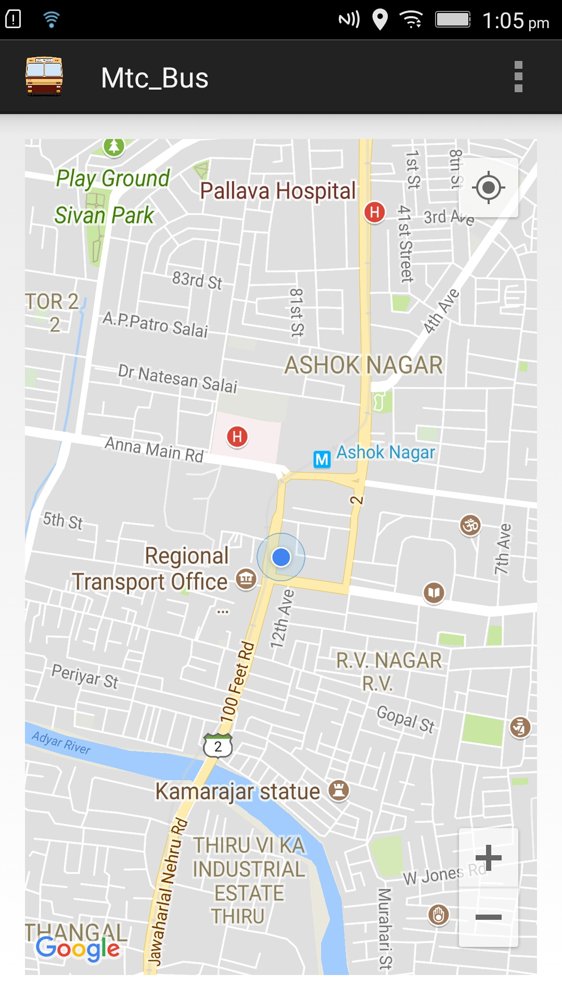 1:05 pm
Mtc_Bus
Play Ground
Sivan Park
Pallava Hospital
H
1st St
8th St
41st Street
3rd Ave
83rd St
81st St
4th Ave
TOR 2
2
A.P.Patro Salai
ASHOK NAGAR
Dr Natesan Salai
H
Anna Main Rd
M
Ashok Nagar
2
5th St
7th Ave
Regional
Transport Office
...
12th Ave
R.V. NAGAR
R.V.
Periyar St
100 Feet Rd
Gopal St
Adyar River
2
Kamarajar statue
Jawaharlal Nehru Rd
THIRU VI KA
INDUSTRIAL
ESTATE
THIRU
W Jones Rd
Murahari St
THANGAL
Google